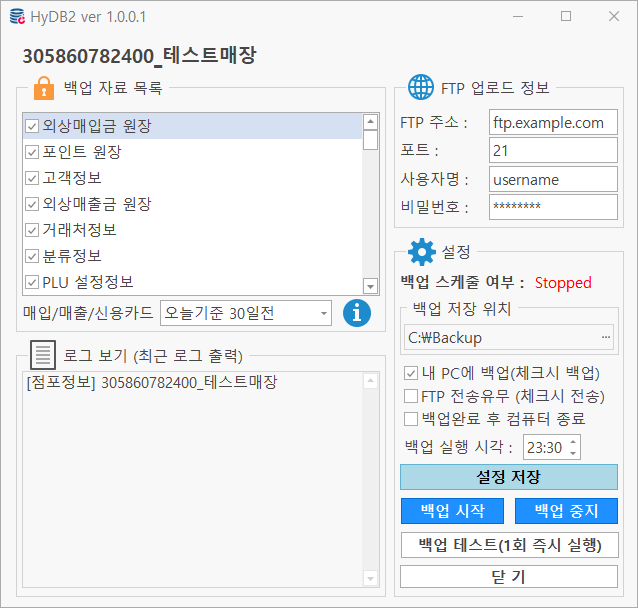 HyDB2 ver 1.0.0.1
305860782400_테스트매장
백업 자료 목록
외상매입금 원장
포인트 원장
고객정보
외상매출금 원장
거래처정보
분류정보
PLU 설정정보
매입/매출/신용카드 오늘기준 30일전
로그 보기 (최근 로그 출력)
[점포정보] 305860782400_테스트매장
FTP 업로드 정보
FTP 주소 : ftp.example.com
포트 : 21
사용자명 : username
비밀번호 : ********
설정
백업 스케줄 여부 : Stopped
백업 저장 위치
C:₩Backup ...
내 PC에 백업(체크시 백업)
FTP 전송유무 (체크시 전송)
백업완료 후 컴퓨터 종료
백업 실행 시각 : 23:30
설정 저장
백업 시작 백업 중지
백업 테스트(1회 즉시 실행)
닫 기